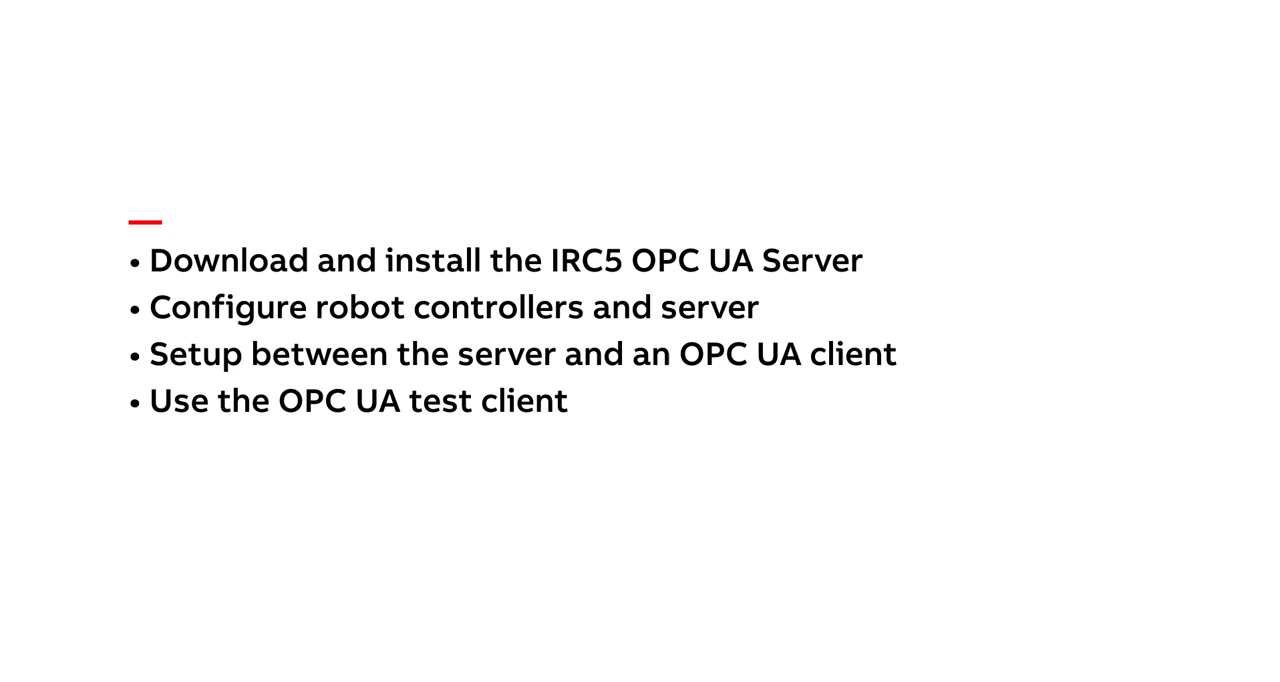 • Download and install the IRC5 OPC UA Server
• Configure robot controllers and server
• Setup between the server and an OPC UA client
• Use the OPC UA test client